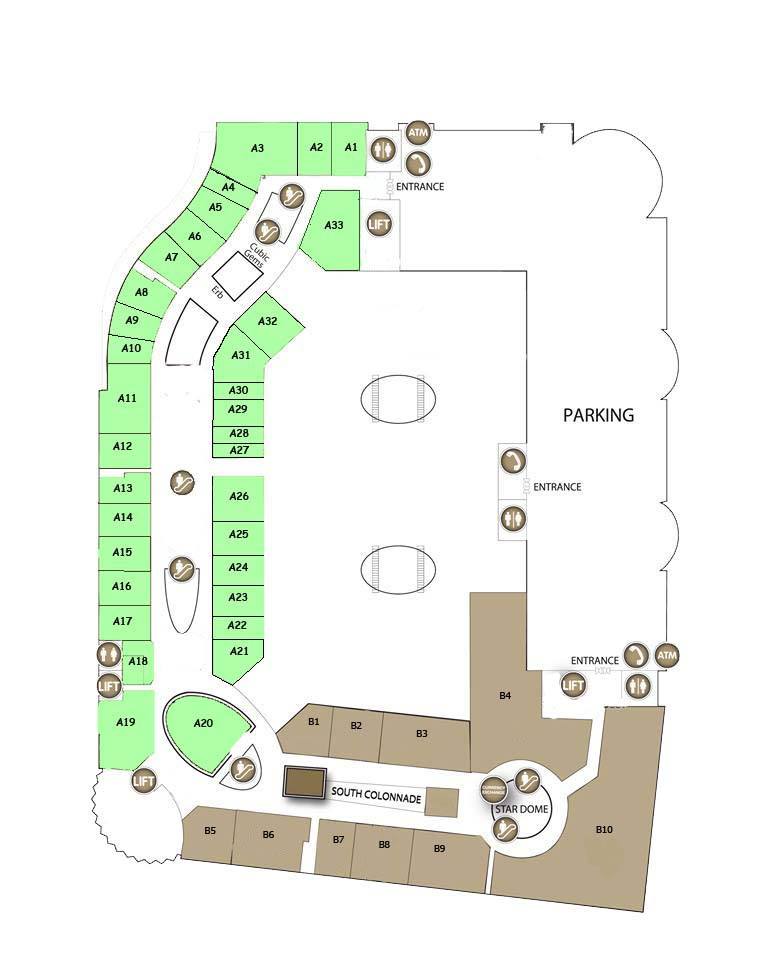 ATM
A3
A2
A1
A4
ENTRANCE
A5
A33
LIFT
A6
Cubic
Gems
A7
Erb
A8
A9
A32
A10
A31
A30
A11
A29
PARKING
A28
A12
A27
A13
ENTRANCE
A26
A14
A25
A15
A24
A16
A23
A17
A22
A21
ATM
A18
ENTRANCE
LIFT
LIFT
B4
A19
A20
B1
B2
B3
LIFT
CURRENCY
EXCHANGE
SOUTH COLONNADE
STAR DOME
B5
B6
B7
B8
B9
B10